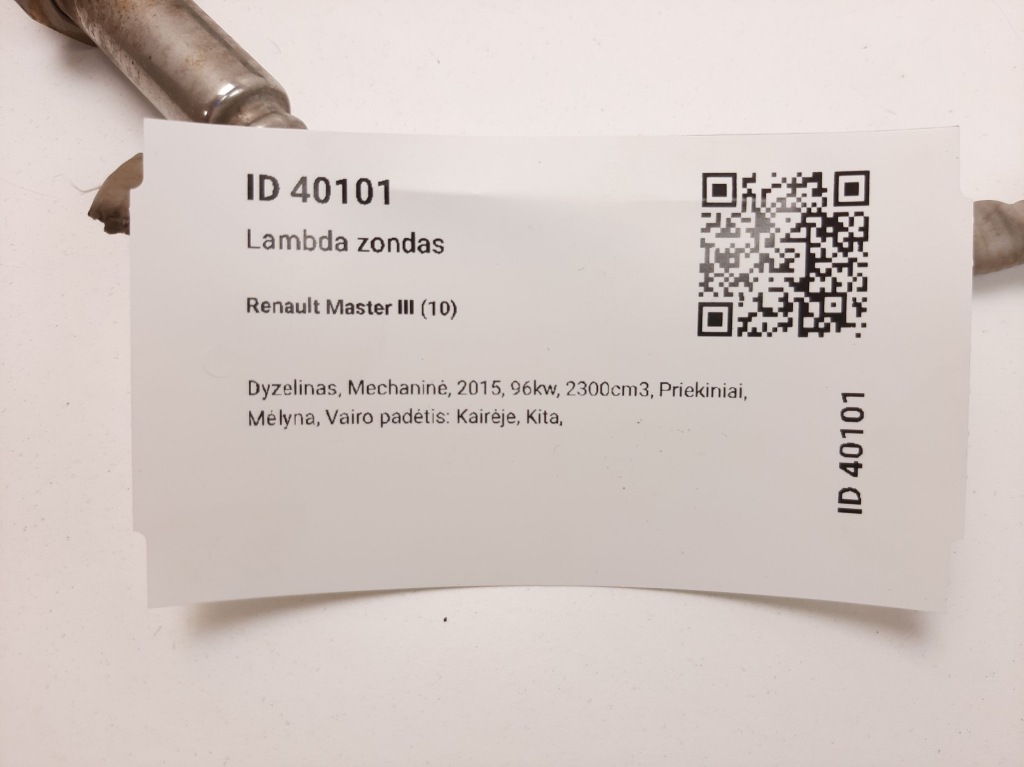 ID 40101
Lambda zondas
Renault Master III (10)
Dyzelinas, Mechaninė, 2015, 96kw, 2300cm3, Priekiniai,
Mėlyna, Vairo padėtis: Kairėje, Kita,
ID 40101